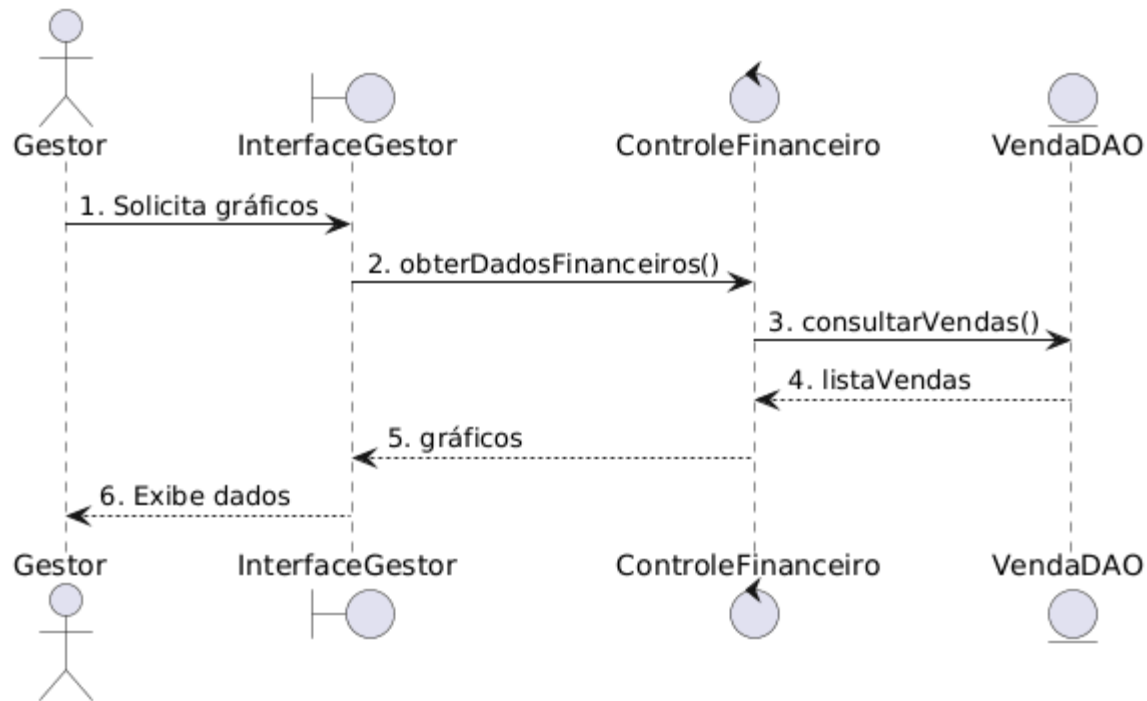 Gestor InterfaceGestor ControleFinanceiro VendaDAO
1. Solicita gráficos
2. obterDadosFinanceiros()
3. consultarVendas()
4. listaVendas
5. gráficos
6. Exibe dados
Gestor InterfaceGestor ControleFinanceiro VendaDAO